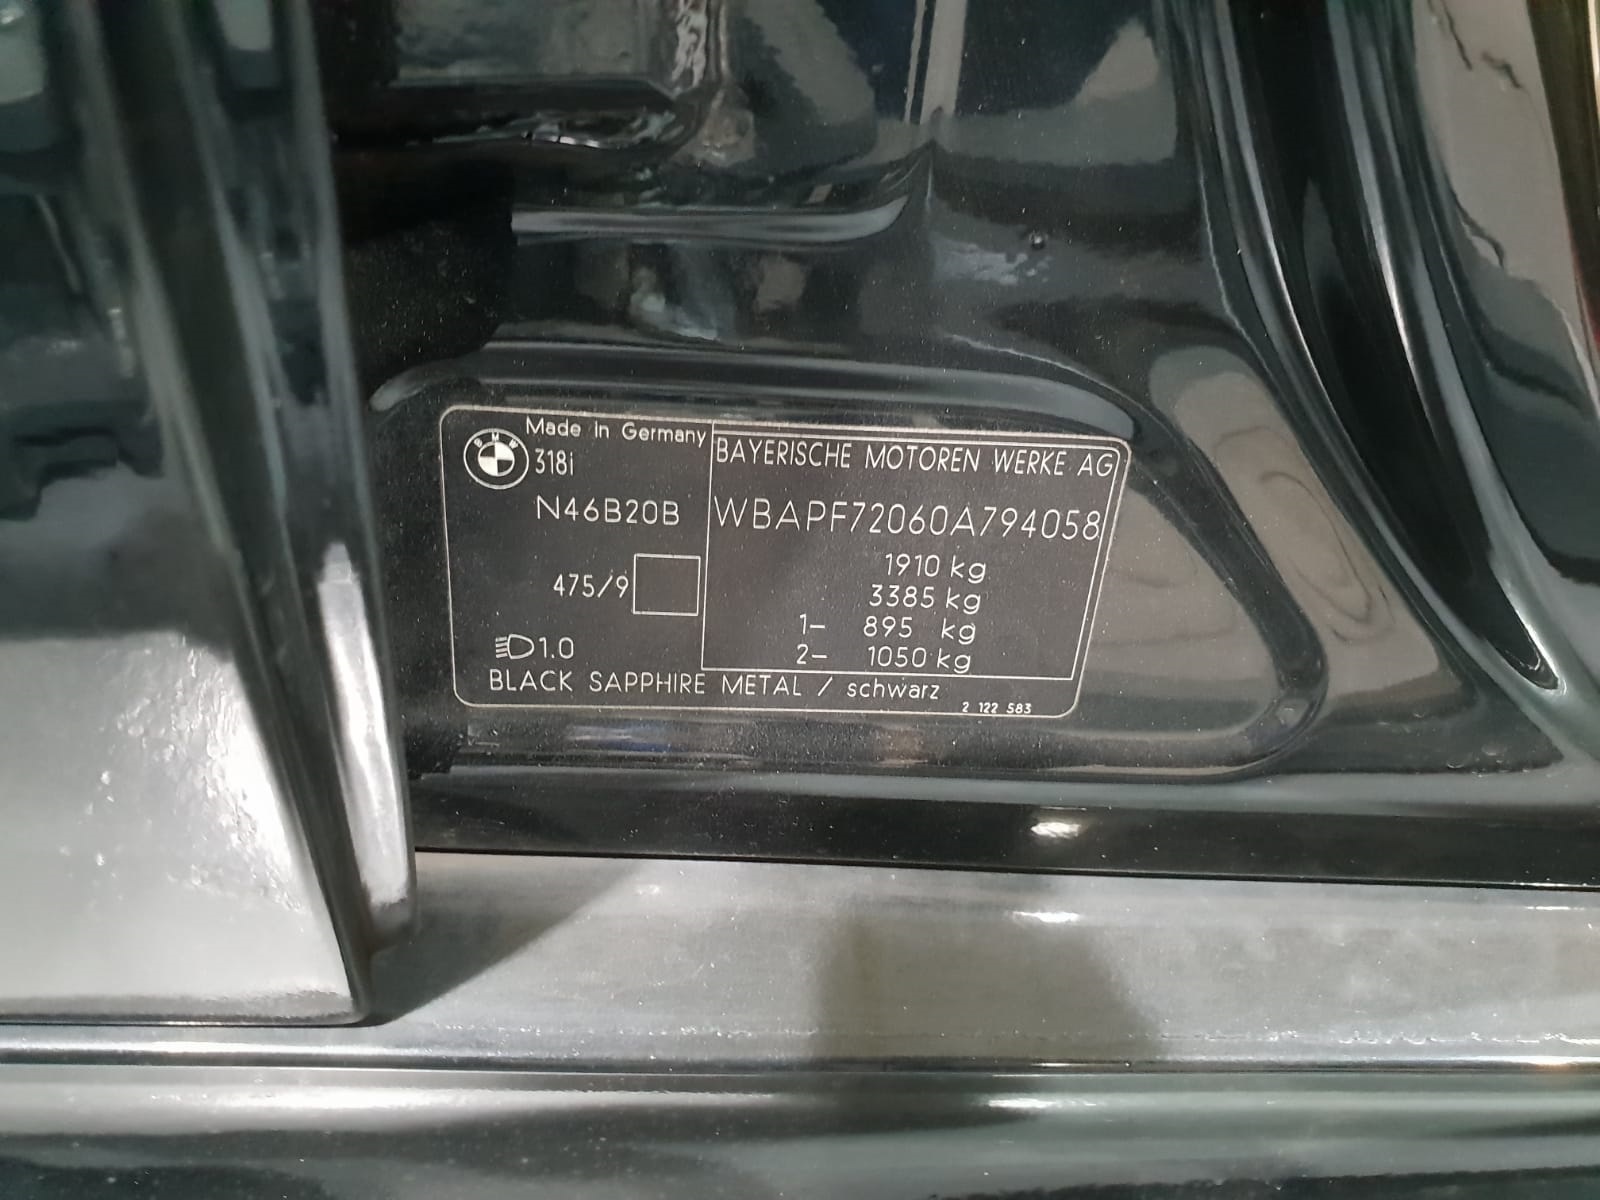 BMW
Made in Germany
318i
N46B20B
475/9
1.0
BAYERISCHE MOTOREN WERKE AG
WBAPF72060A794058
1910 kg
3385 kg
1- 895 kg
2- 1050 kg
BLACK SAPPHIRE METAL / schwarz
2 122 583